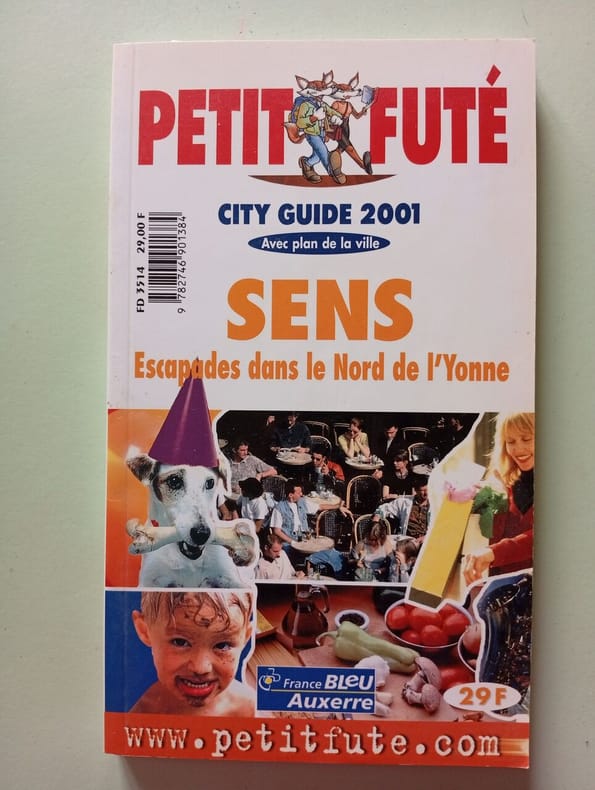 PETIT FUTÉ
CITY GUIDE 2001
Avec plan de la ville
FD 3514 29,00 F
9 782746 901384
SENS
Escapades dans le Nord de l'Yonne
France BLeU
Auxerre
29 F
www.petitfute.com